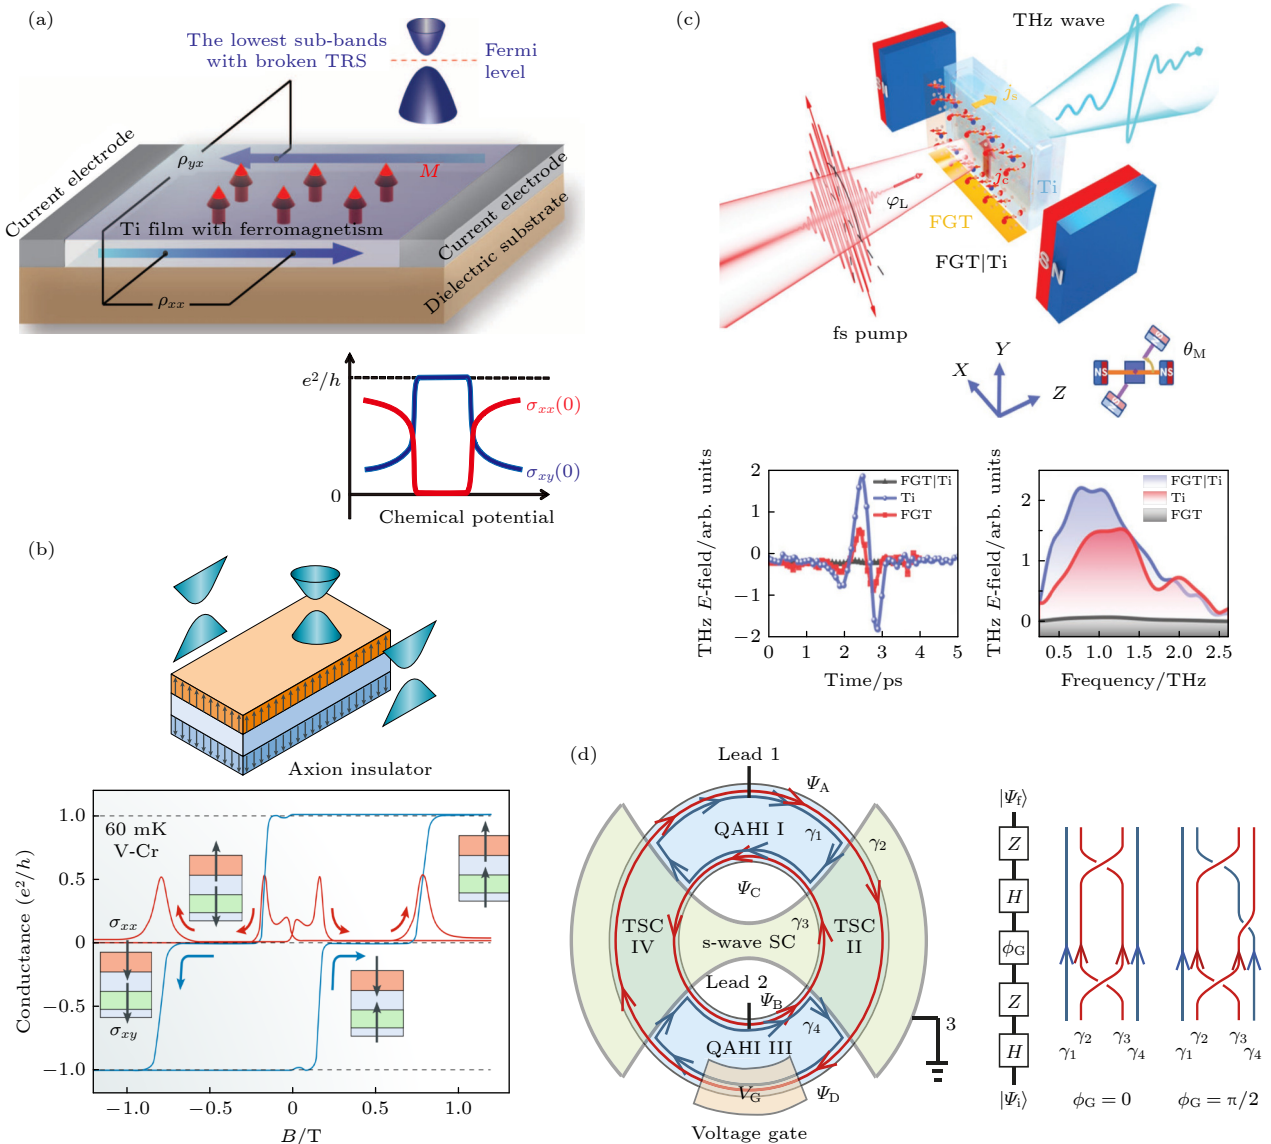 (a)
The lowest sub-bands
with broken TRS
Fermi
level
Current electrode
ρyx
M
Ti film with ferromagnetism
Current electrode
Dielectric substrate
ρxx
e²/h
σxx(0)
σxy(0)
0
Chemical potential
(b)
Axion insulator
Conductance (e²/h)
1.0
0.5
0
−0.5
−1.0
60 mK
V-Cr
σxx
σxy
−1.0
−0.5
0
0.5
1.0
B/T
(c)
THz wave
S N
js
jc
Ti
φL
FGT
FGT|Ti
S N
fs pump
X
Y
Z
θM
NS
NS
THz E-field/arb. units
2
1
0
−1
−2
FGT|Ti
Ti
FGT
0 1 2 3 4 5
Time/ps
THz E-field/arb. units
2
1
0
FGT|Ti
Ti
FGT
0.5 1.0 1.5 2.0 2.5
Frequency/THz
(d)
Lead 1
ΨA
QAHI I
γ1
γ2
ΨC
TSC
IV
s-wave SC
γ3
TSC
II
Lead 2
ΨB
γ4
QAHI III
VG
ΨD
Voltage gate
3
|Ψf⟩
Z
H
ϕG
Z
H
|Ψi⟩
γ1
γ2
γ3
γ4
ϕG = 0
γ1
γ2
γ3
γ4
ϕG = π/2